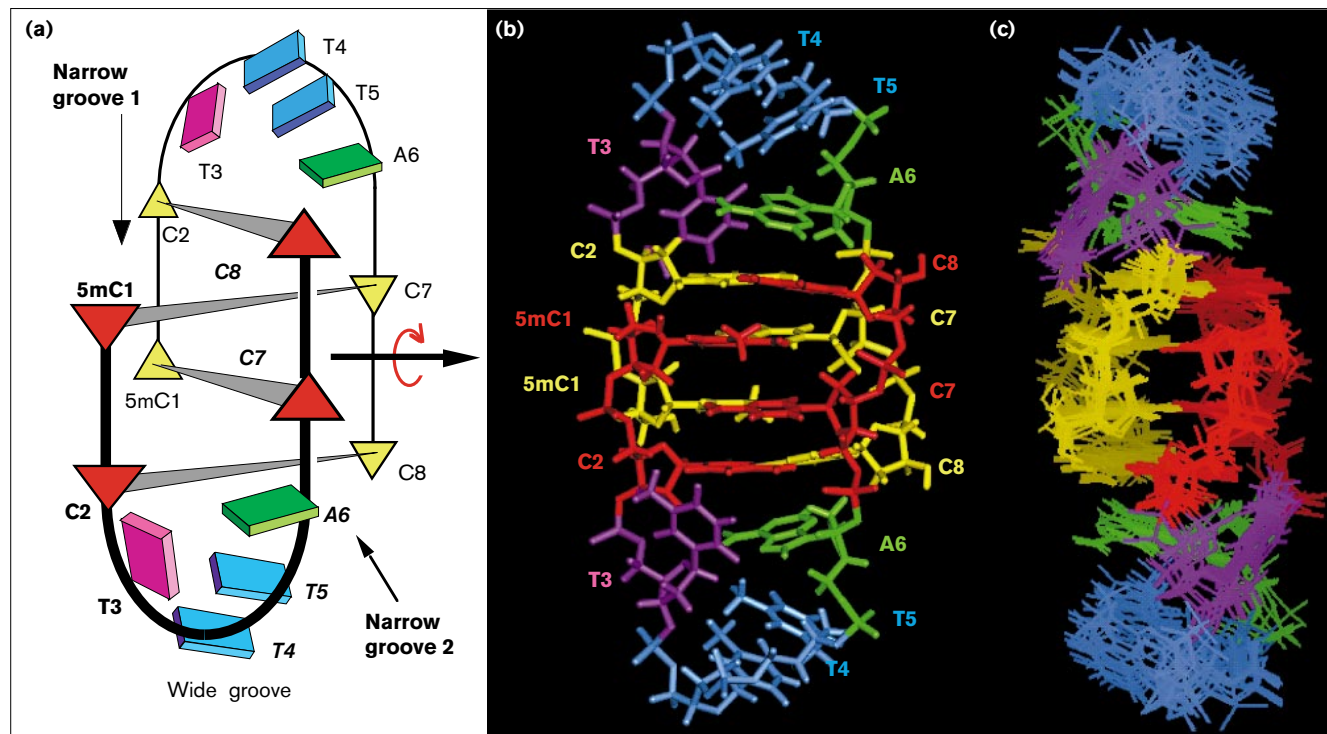 (a)
T4
Narrow
groove 1
T5
T3
A6
C2
C8
5mC1
C7
C7
5mC1
C8
C2
A6
T3
T5
T4
Narrow
groove 2
Wide groove
(b)
T4
T5
T3
A6
C2
C8
5mC1
C7
5mC1
C7
C2
C8
A6
T3
T5
T4
(c)